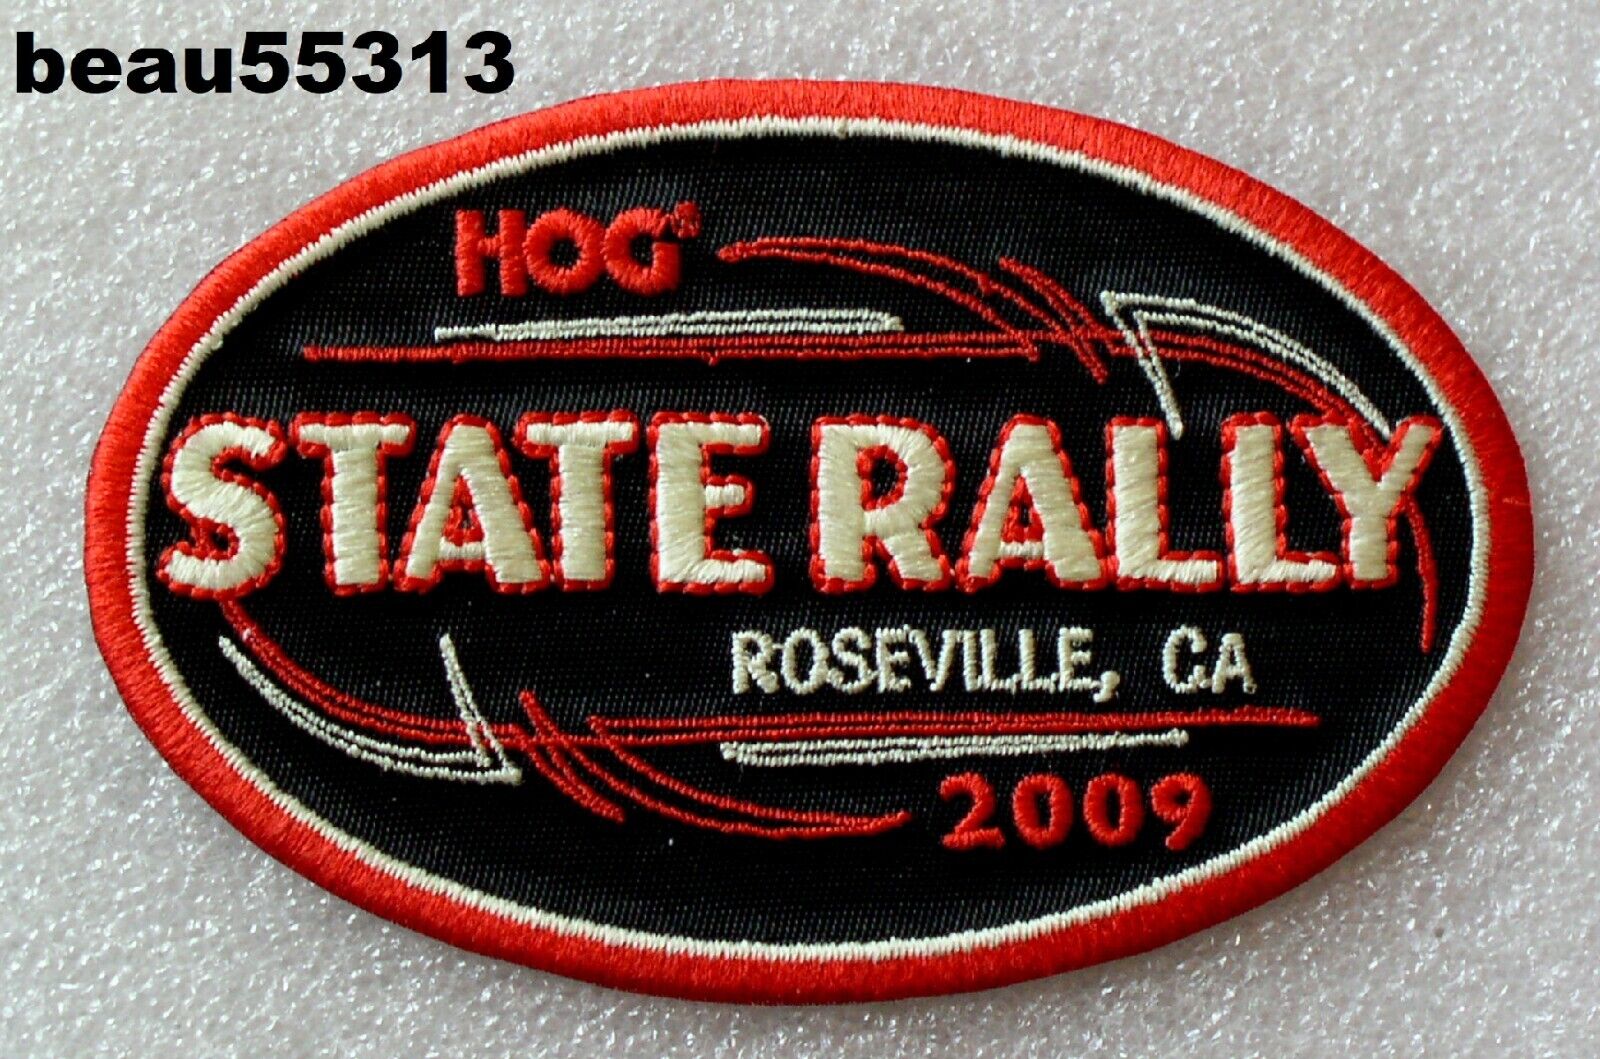 beau55313
HOG®
STATE RALLY
ROSEVILLE, CA
2009